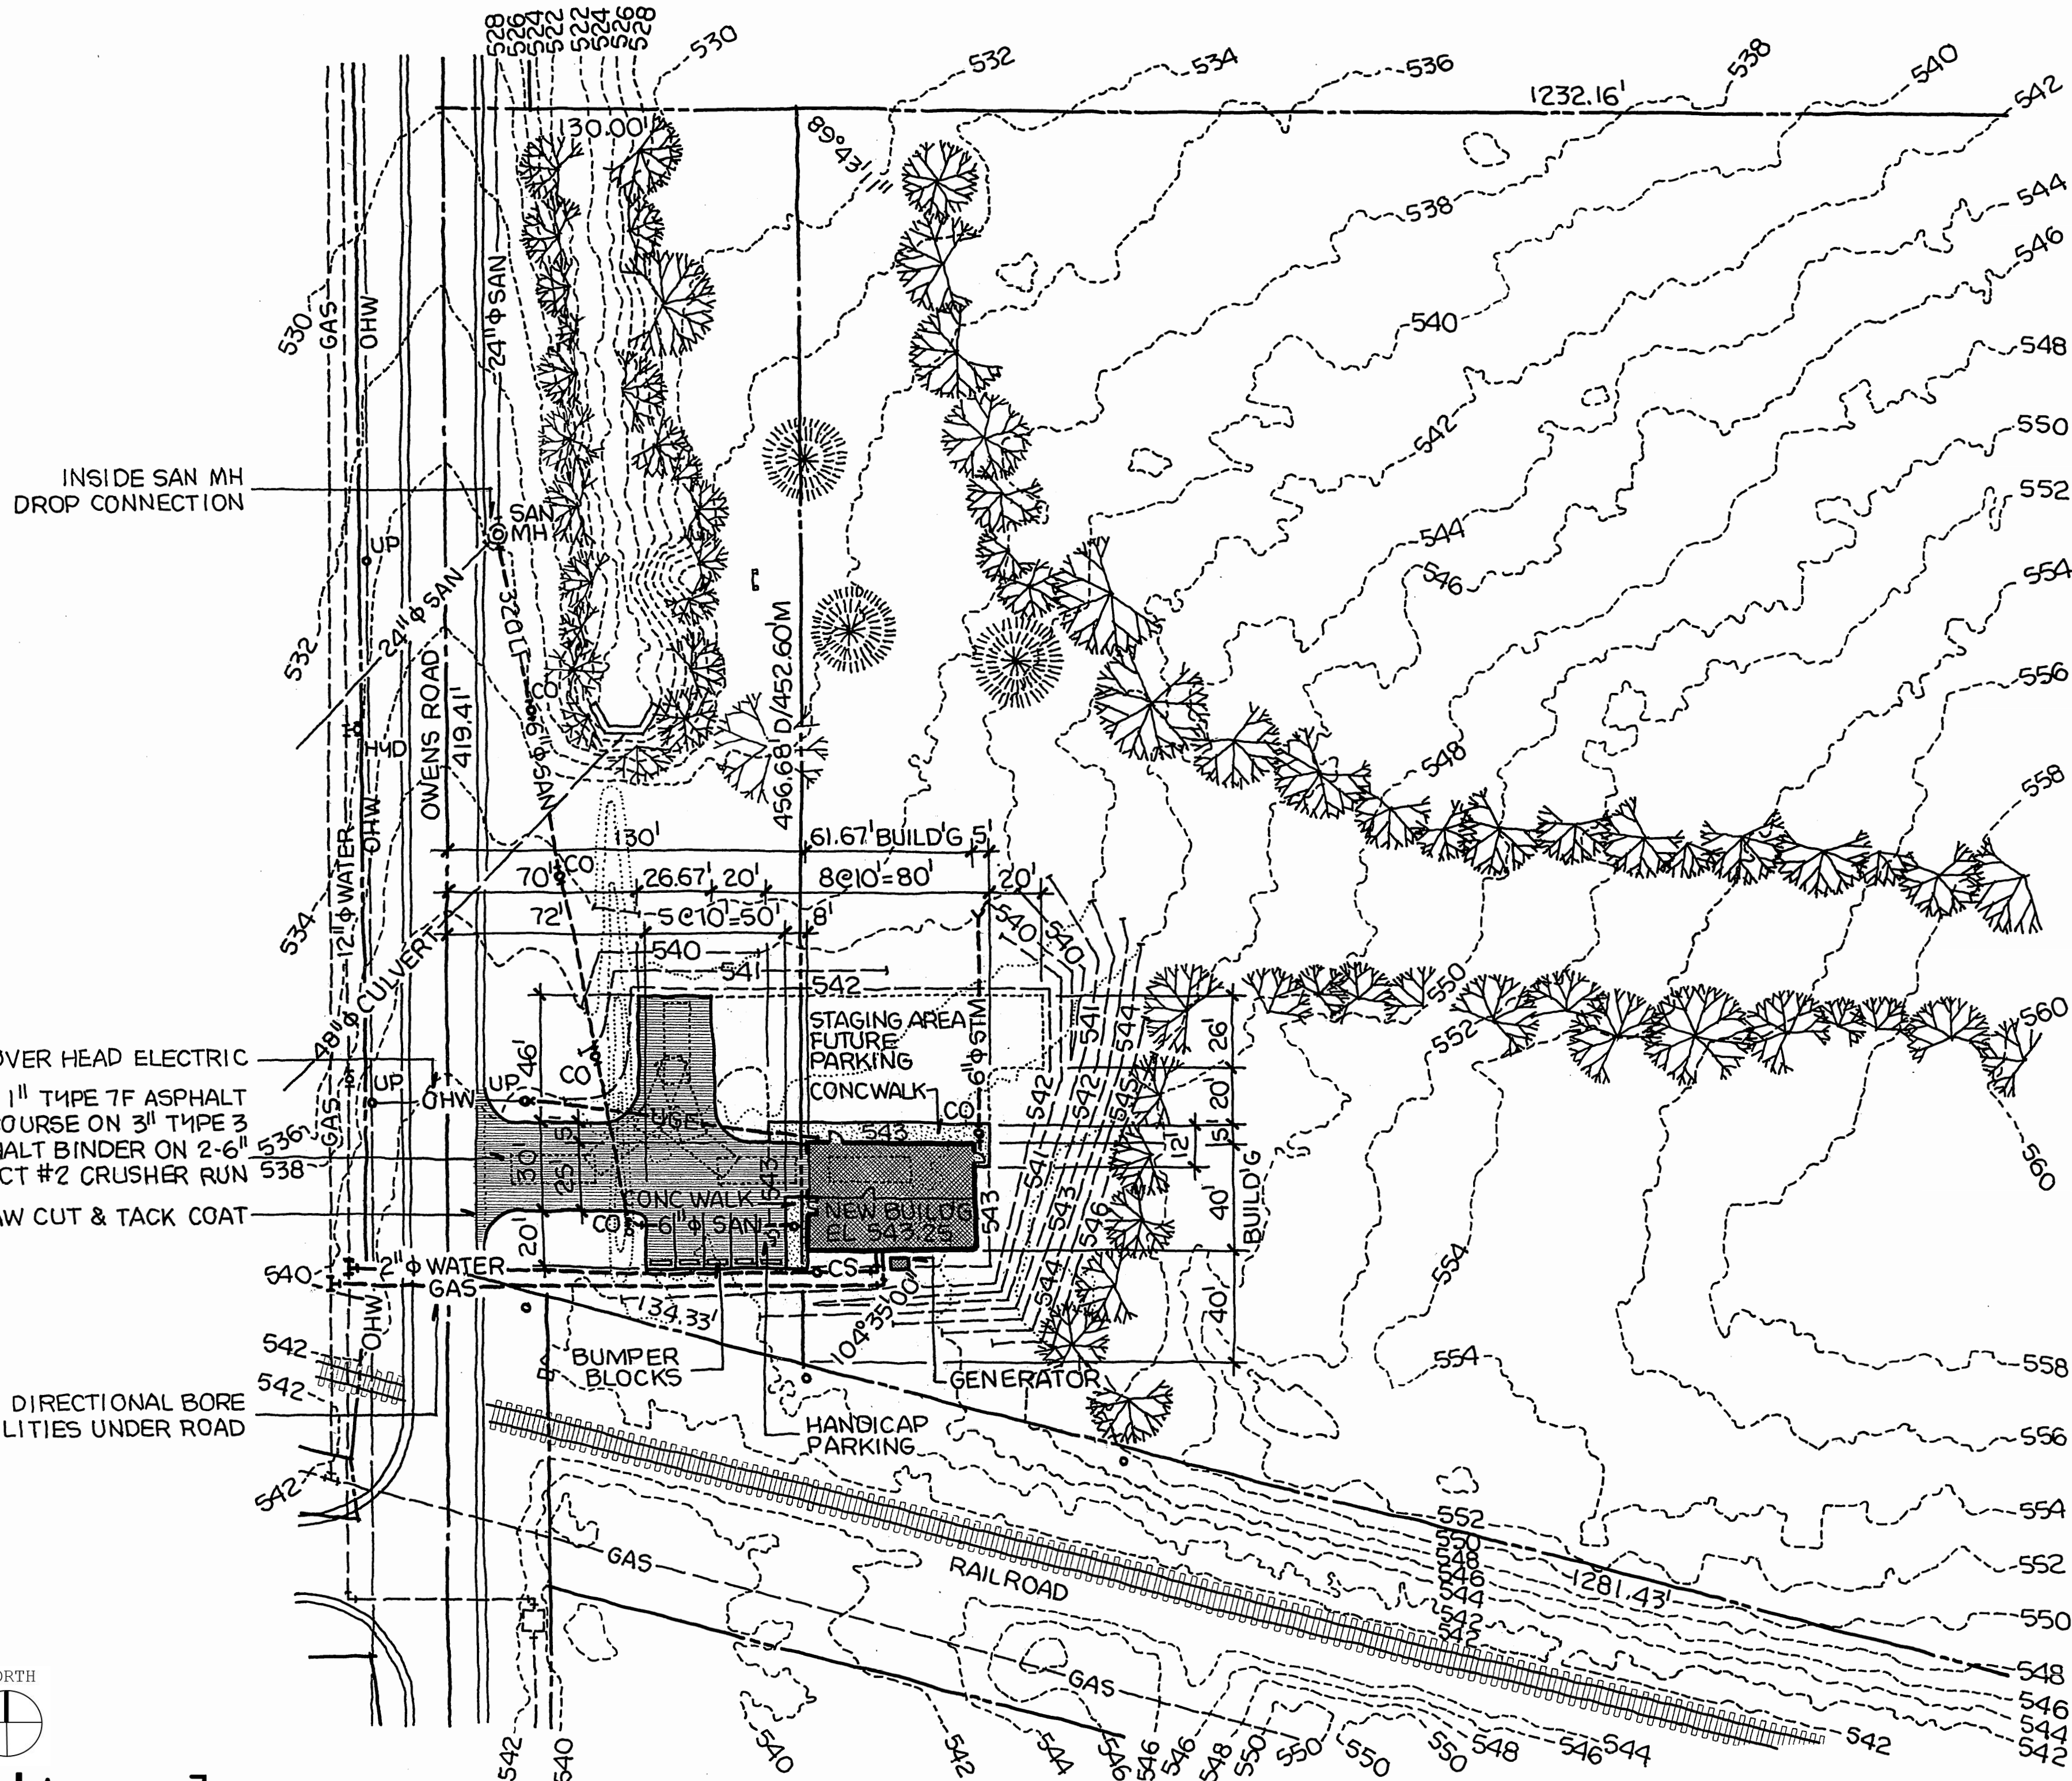 528
526
524
522
522
524
526
528
530
532
534
536
538
540
542
1232.16'
130.00'
89°43'11"
538
544
546
530
GAS
OHW
24"φ SAN
540
548
542
550
INSIDE SAN MH
DROP CONNECTION
SAN
MH
UP
552
544
546
554
532
24"φ SAN
OWENS ROAD
419.41'
CO
6"φ SAN
456.68' D/452.60' M
556
HYD
548
558
12"φ WATER
OHW
130'
61.67' BUILD'G
5'
CO
70'
26.67'
20'
8@10'=80'
20'
72'
5@10'=50'
8'
534
48"φ CULVERT
540
541
542
540
540
STAGING AREA
FUTURE
PARKING
CONC WALK
6"φ STM
541
544
542
542
545
26'
20'
550
552
560
OVER HEAD ELECTRIC
UP
OHW
UP
46'
CO
UGE
CO
543
1" TYPE 7F ASPHALT
OURSE ON 3" TYPE 3
HALT BINDER ON 2-6"
CT #2 CRUSHER RUN
536
538
GAS
5'
30'
25'
543
541
12'
15'
560
CONC WALK
CO
6"φ SAN
5'
NEW BUILD'G
EL 543.25
543
543
546
40'
BUILD'G
AW CUT & TACK COAT
20'
540
2"φ WATER
GAS
CS
544
40'
554
134.33'
104°35'00"
OHW
542
542
BUMPER
BLOCKS
GENERATOR
554
558
DIRECTIONAL BORE
LITIES UNDER ROAD
HANDICAP
PARKING
556
542
GAS
RAILROAD
552
550
548
546
544
542
542
1281.43'
554
552
550
GAS
548
546
544
542
542
ORTH
542
540
540
542
544
546
546
546
548
550
550
550
550
548
546
544